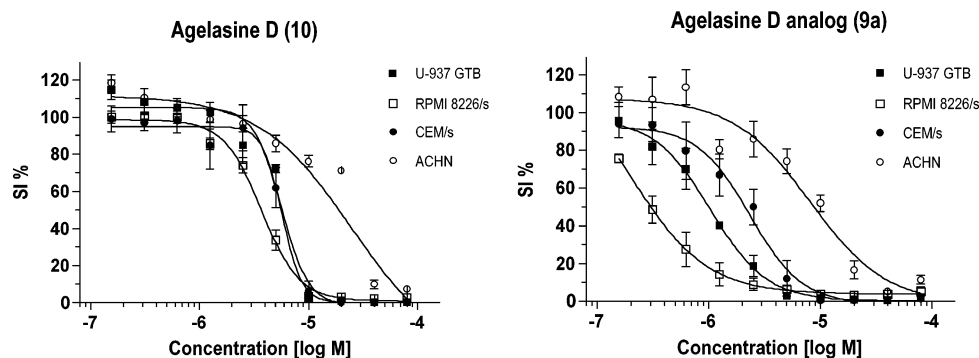 Agelasine D (10)
120
100
80
60
40
20
0
SI %
-7
-6
-5
-4
Concentration [log M]
U-937 GTB
RPMI 8226/s
CEM/s
ACHN
Agelasine D analog (9a)
120
100
80
60
40
20
0
SI %
-7
-6
-5
-4
Concentration [log M]
U-937 GTB
RPMI 8226/s
CEM/s
ACHN